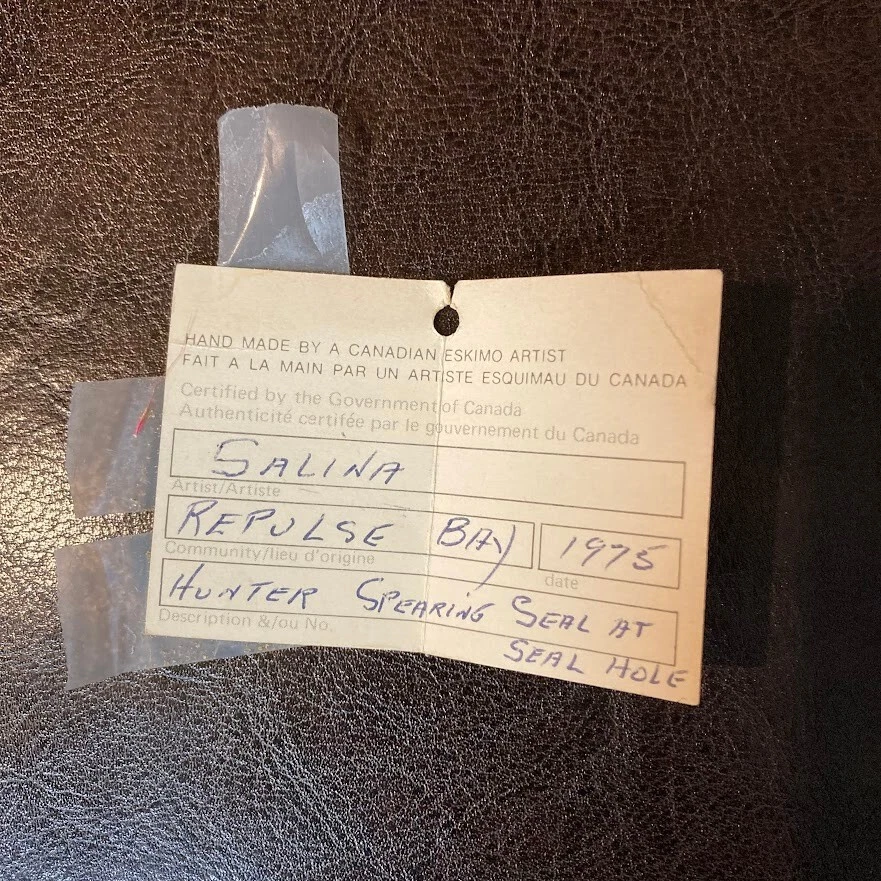 HAND MADE BY A CANADIAN ESKIMO ARTIST
FAIT A LA MAIN PAR UN ARTISTE ESQUIMAU DU CANADA
Certified by the Government of Canada
Authenticité certifée par le gouvernement du Canada
SALINA
Artist/Artiste
REPULSE BAY 1975
Community/lieu d'origine date
HUNTER SPEARING SEAL AT
SEAL HOLE
Description &/ou No.